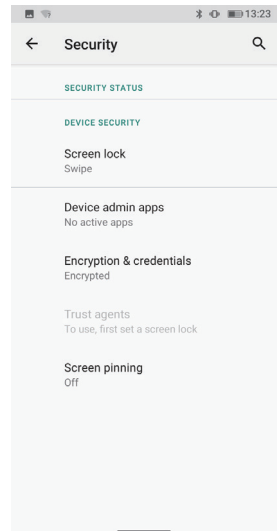 13:23
Security
SECURITY STATUS
DEVICE SECURITY
Screen lock
Swipe
Device admin apps
No active apps
Encryption & credentials
Encrypted
Trust agents
To use, first set a screen lock
Screen pinning
Off